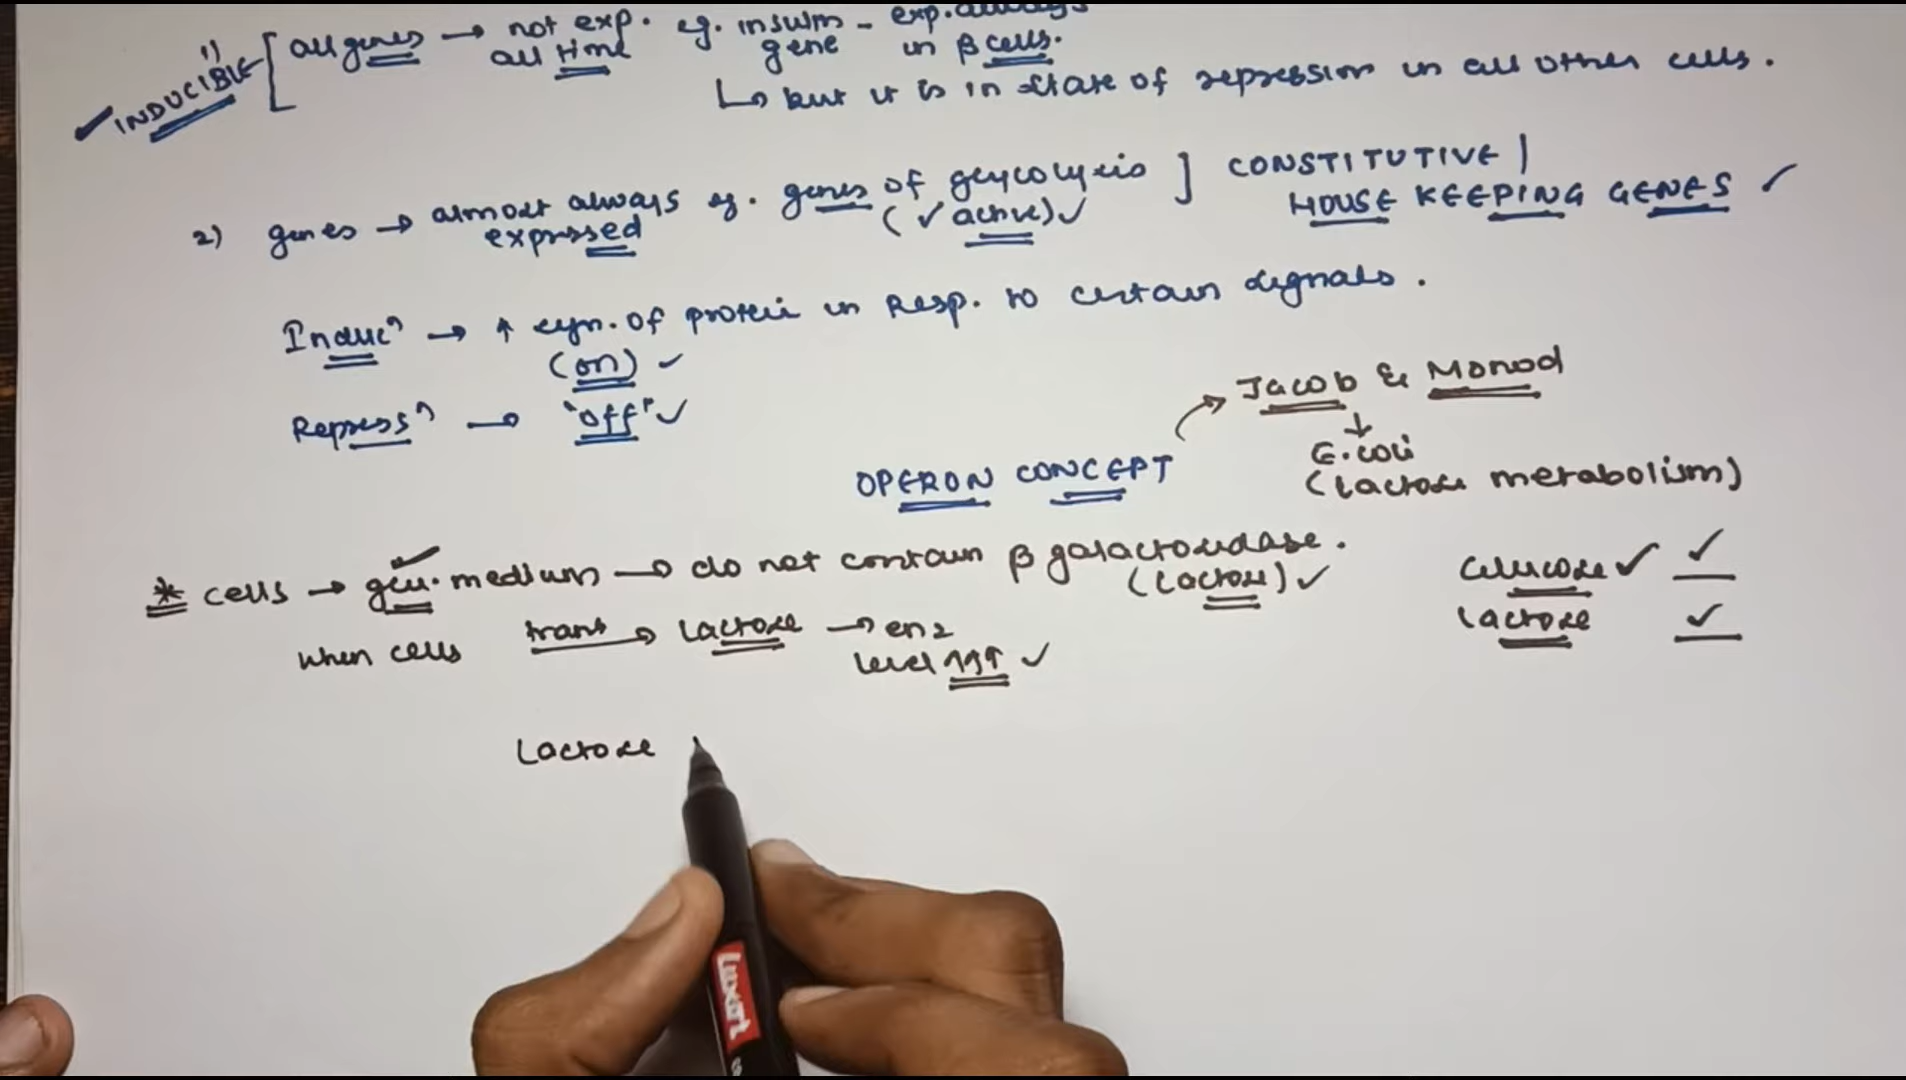 1) all genes → not exp. eg. insulin - exp. always
INDUCIBLE all time gene in β cells.
↳ but it is in state of repression in all other cells.
2) genes → almost always eg. genes of glycolysis ] CONSTITUTIVE |
expressed (✓active)✓ HOUSE KEEPING GENES ✓
Inducⁿ → ↑ syn. of protein in Resp. to certain signals.
(on) ✓
Repressⁿ → "off" ✓
Jacob & Monod
↓
E.coli
OPERON CONCEPT (lactose metabolism)
* cells → glu. medium → do not contain β galactosidase. Glucose ✓ ✓
(lactose) ✓ lactose ✓
when cells trans → lactose → enz
level ↑↑↑ ✓
Lactose
Luxor